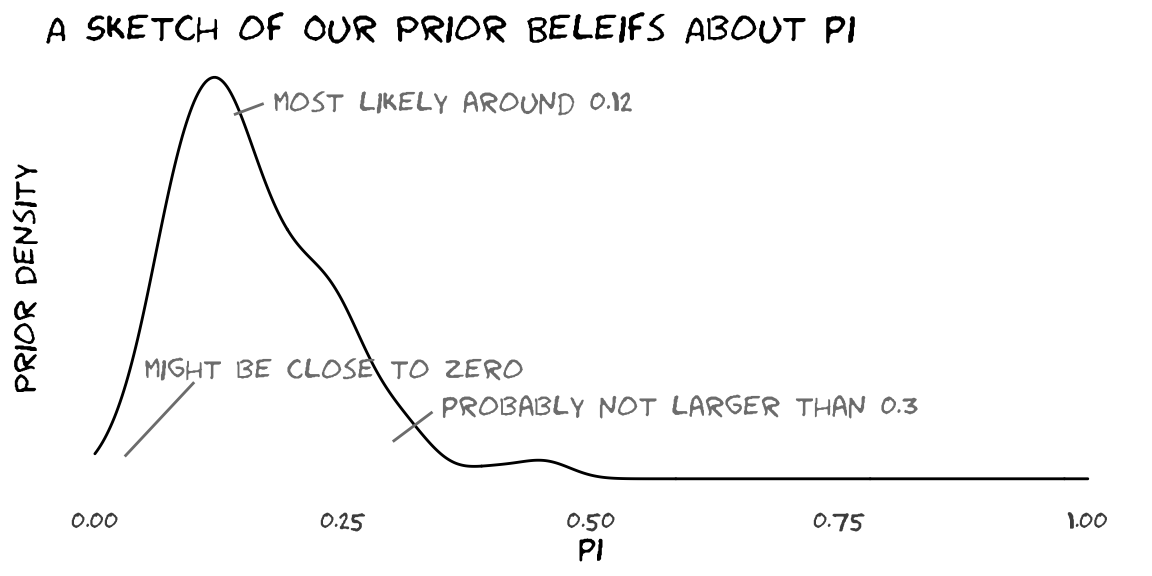 A SKETCH OF OUR PRIOR BELEIFS ABOUT PI
MOST LIKELY AROUND 0.12
PRIOR DENSITY
MIGHT BE CLOSE TO ZERO
PROBABLY NOT LARGER THAN 0.3
0.00 0.25 0.50 0.75 1.00
PI